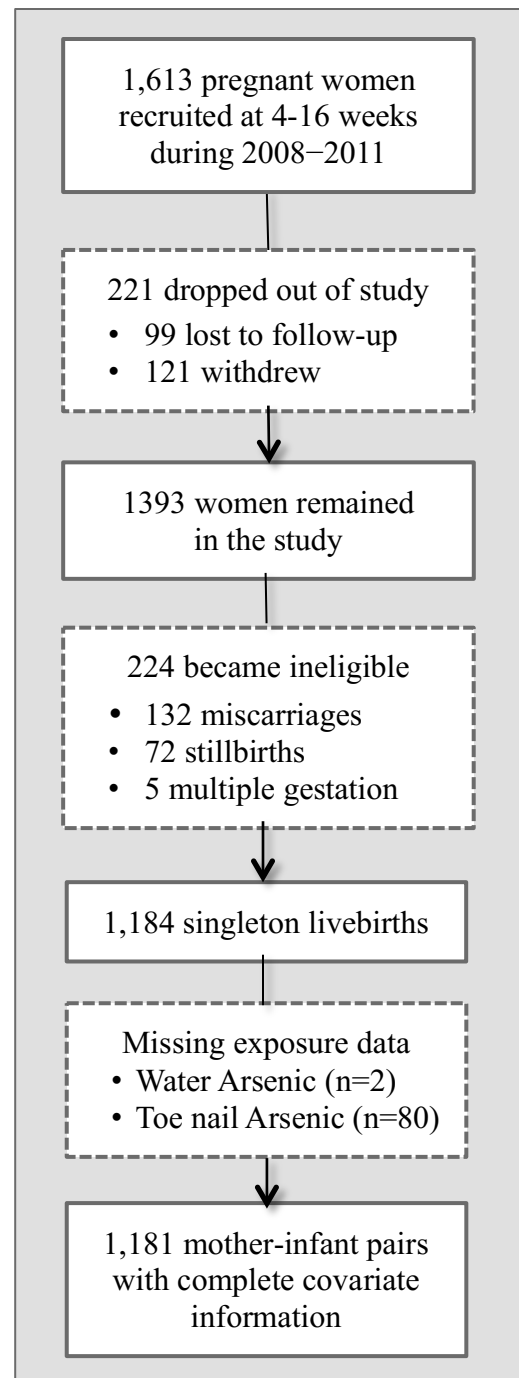 1,613 pregnant women
recruited at 4-16 weeks
during 2008−2011
221 dropped out of study
• 99 lost to follow-up
• 121 withdrew
1393 women remained
in the study
224 became ineligible
• 132 miscarriages
• 72 stillbirths
• 5 multiple gestation
1,184 singleton livebirths
Missing exposure data
• Water Arsenic (n=2)
• Toe nail Arsenic (n=80)
1,181 mother-infant pairs
with complete covariate
information